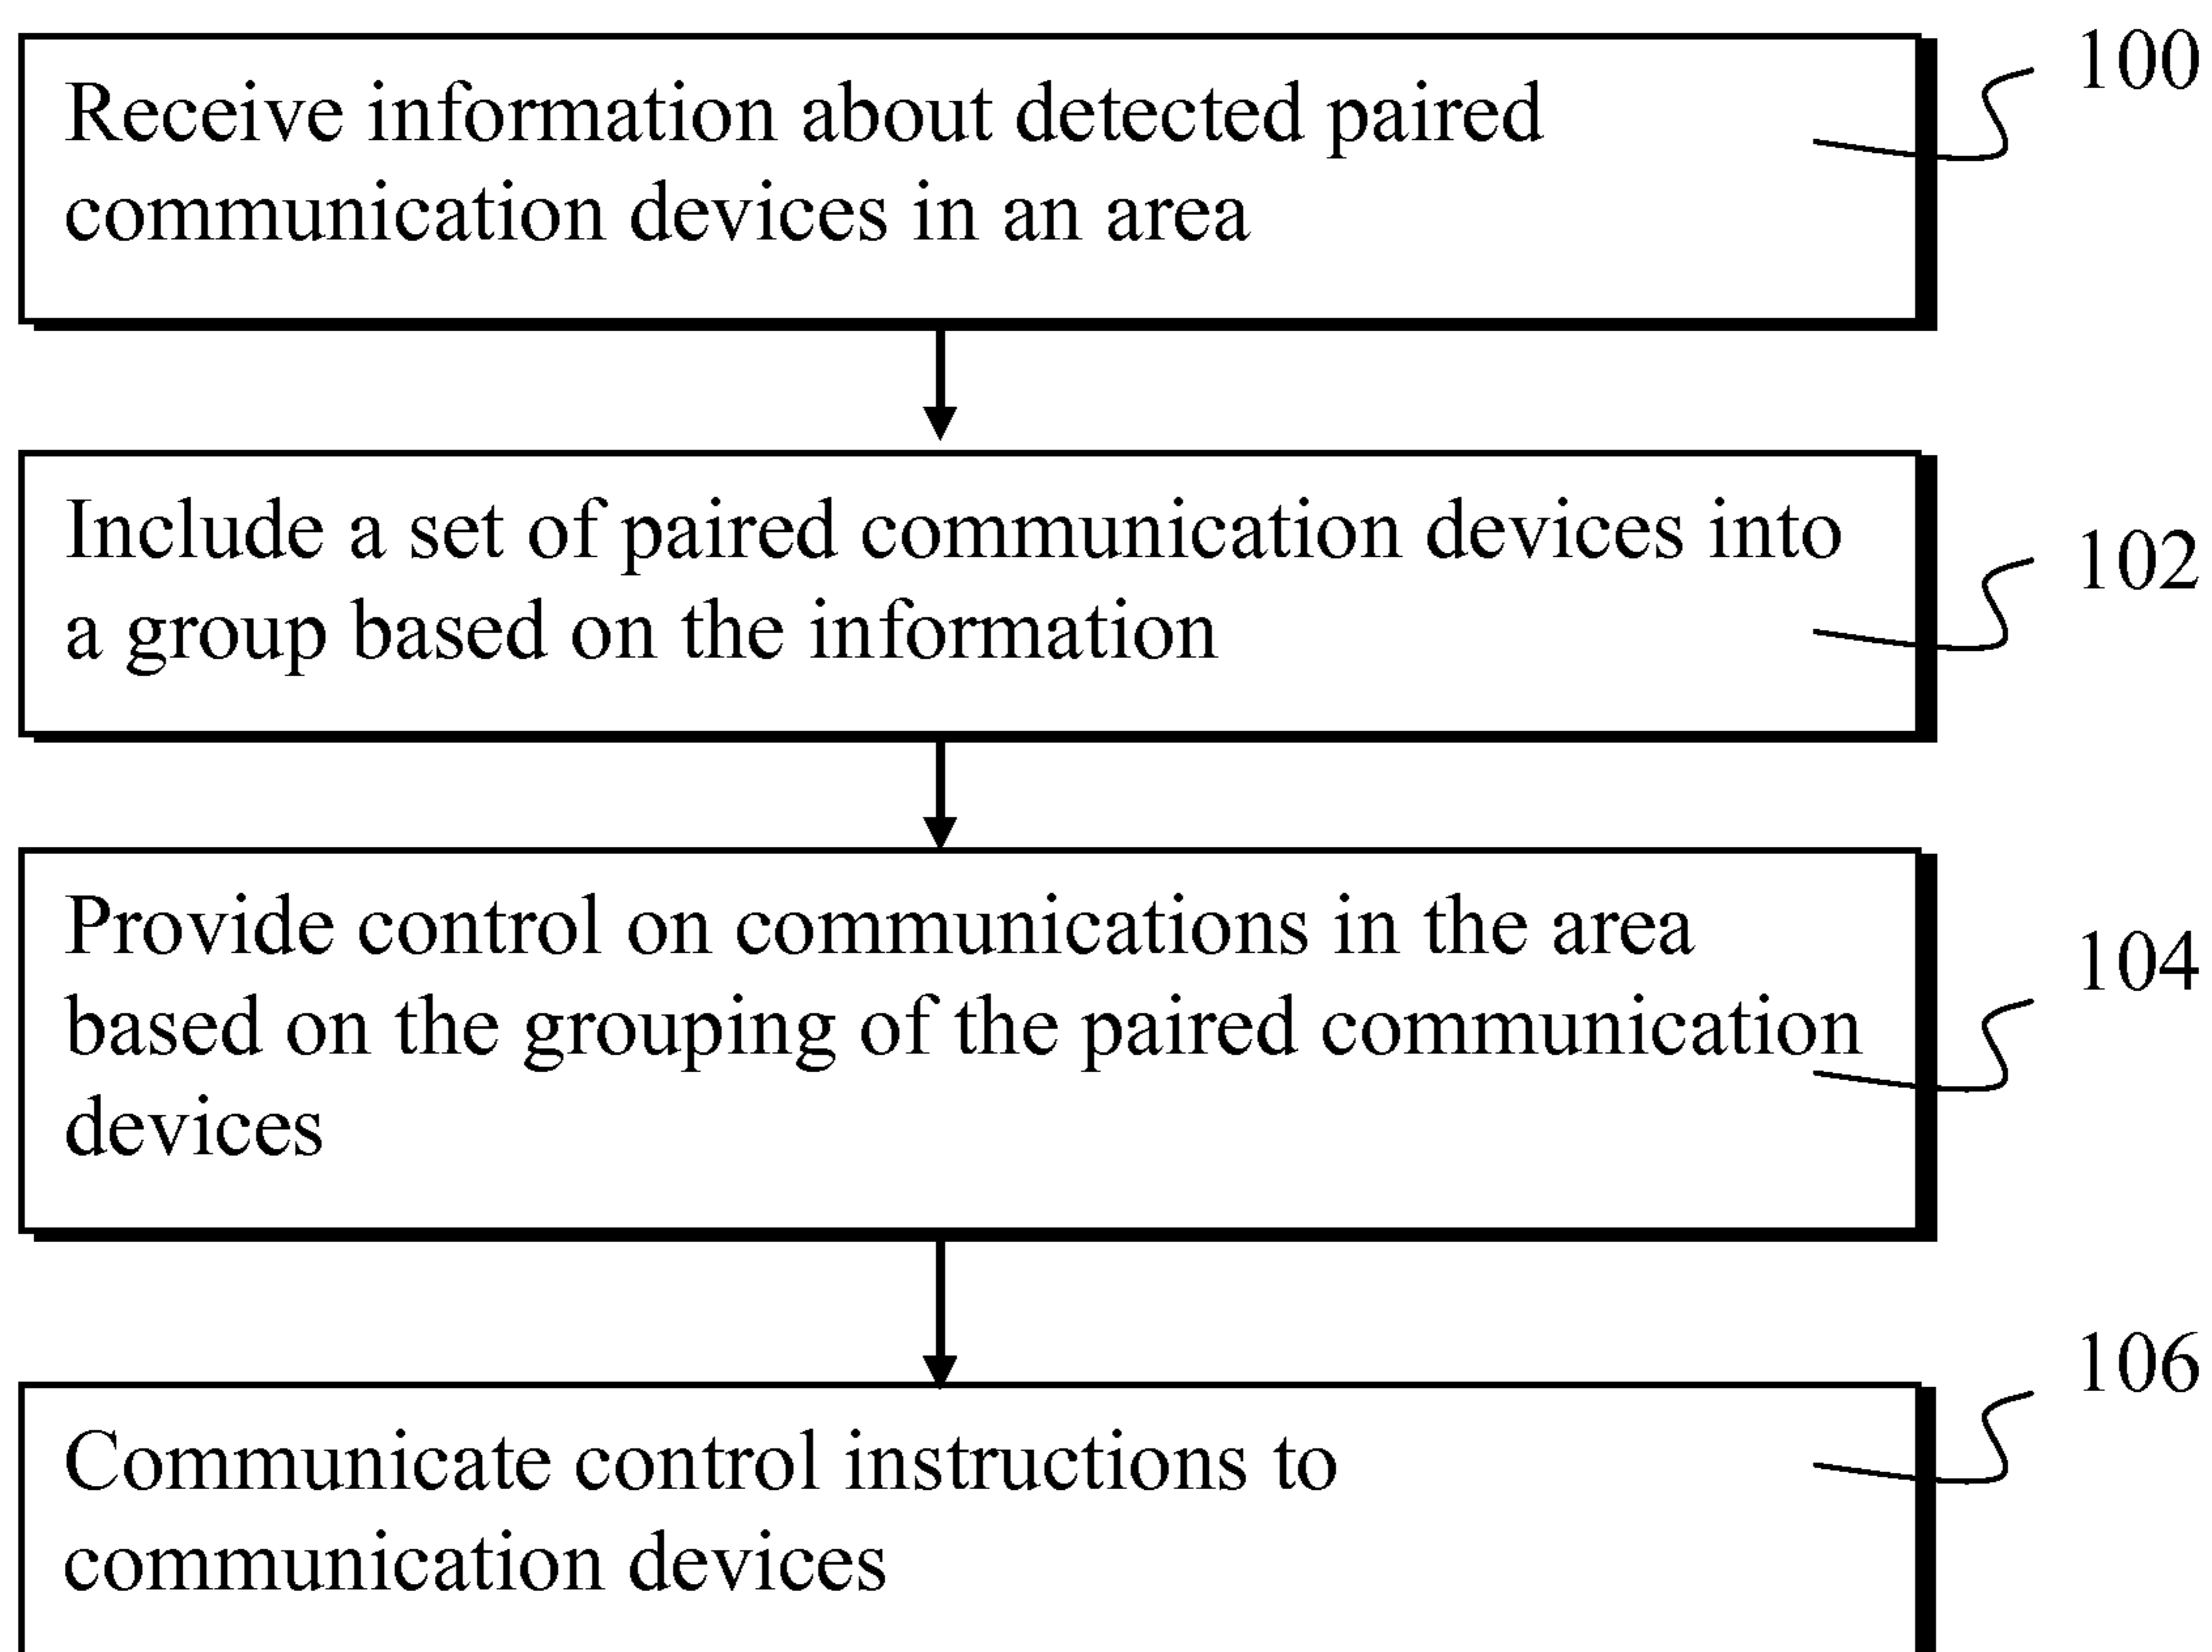 100
Receive information about detected paired
communication devices in an area
Include a set of paired communication devices into
102
a group based on the information
Provide control on communications in the area
104
based on the grouping of the paired communication
devices
106
Communicate control instructions to
communication devices